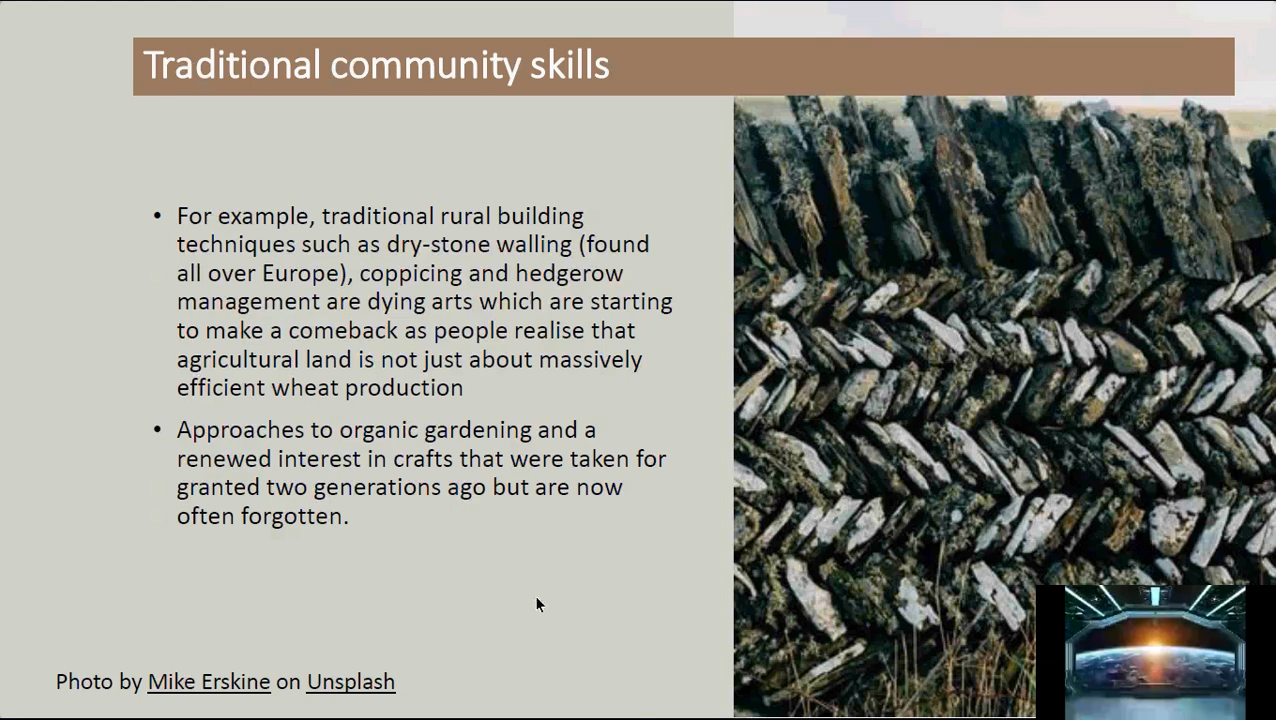 Traditional community skills
• For example, traditional rural building
techniques such as dry-stone walling (found
all over Europe), coppicing and hedgerow
management are dying arts which are starting
to make a comeback as people realise that
agricultural land is not just about massively
efficient wheat production
• Approaches to organic gardening and a
renewed interest in crafts that were taken for
granted two generations ago but are now
often forgotten.
Photo by Mike Erskine on Unsplash